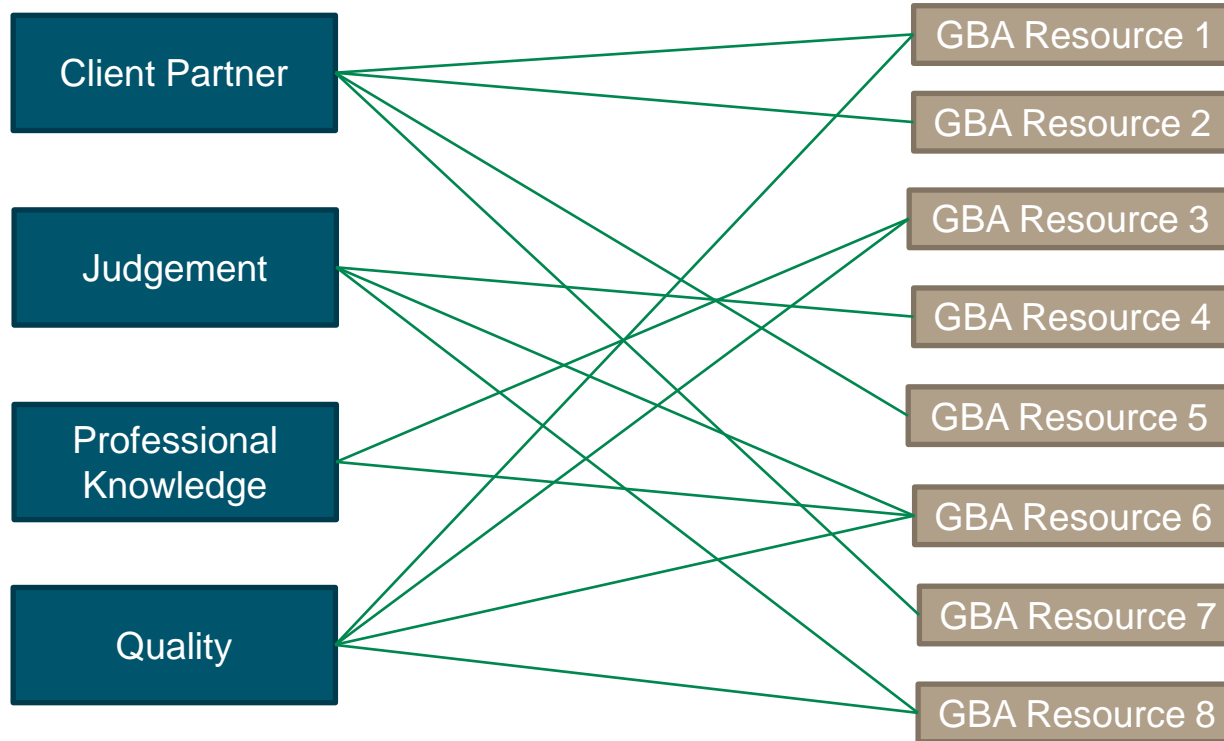 Client Partner
Judgement
Professional
Knowledge
Quality
GBA Resource 1
GBA Resource 2
GBA Resource 3
GBA Resource 4
GBA Resource 5
GBA Resource 6
GBA Resource 7
GBA Resource 8